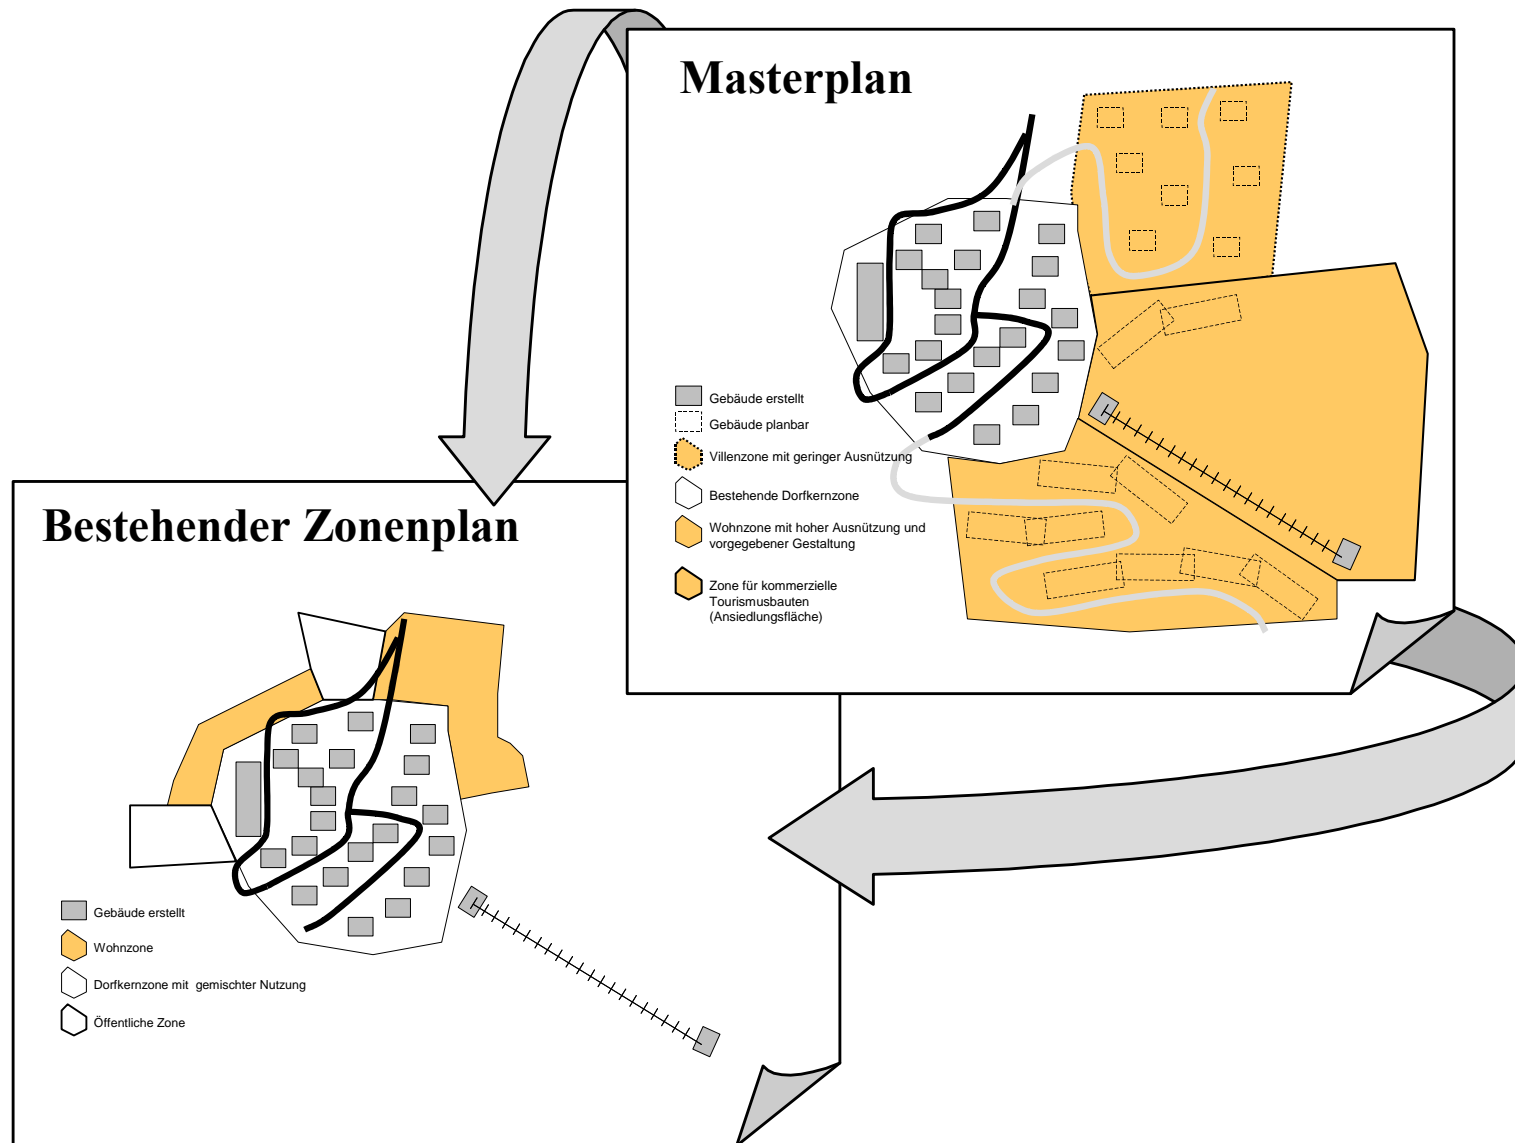 Masterplan
Gebäude erstellt
Gebäude planbar
Villenzone mit geringer Ausnützung
Bestehende Dorfkernzone
Wohnzone mit hoher Ausnützung und
vorgegebener Gestaltung
Zone für kommerzielle
Tourismusbauten
(Ansiedlungsfläche)
Bestehender Zonenplan
Gebäude erstellt
Wohnzone
Dorfkernzone mit gemischter Nutzung
Öffentliche Zone